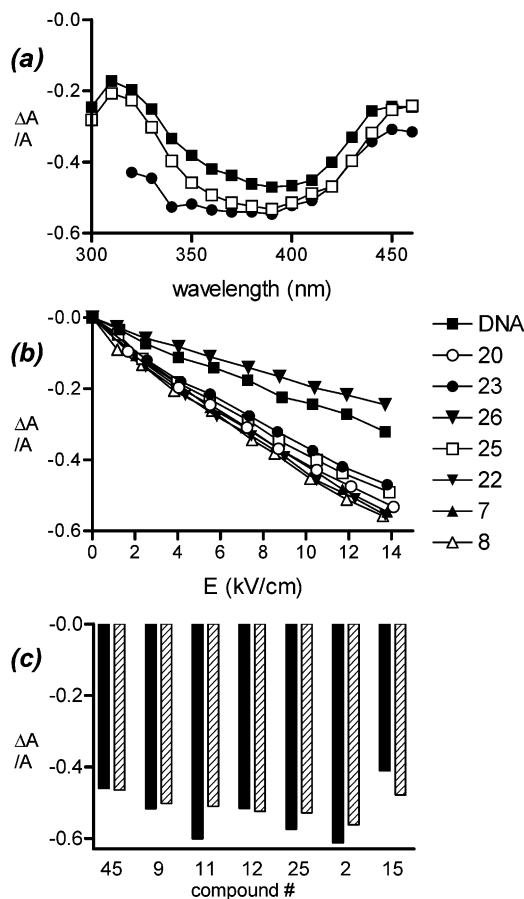 (a)
-0.0
-0.2
-0.4
-0.6
ΔA
/A
300 350 400 450
wavelength (nm)
(b)
-0.0
-0.2
-0.4
-0.6
ΔA
/A
0 2 4 6 8 10 12 14
E (kV/cm)
DNA
20
23
26
25
22
7
8
(c)
-0.0
-0.2
-0.4
-0.6
ΔA
/A
45 9 11 12 25 2 15
compound #